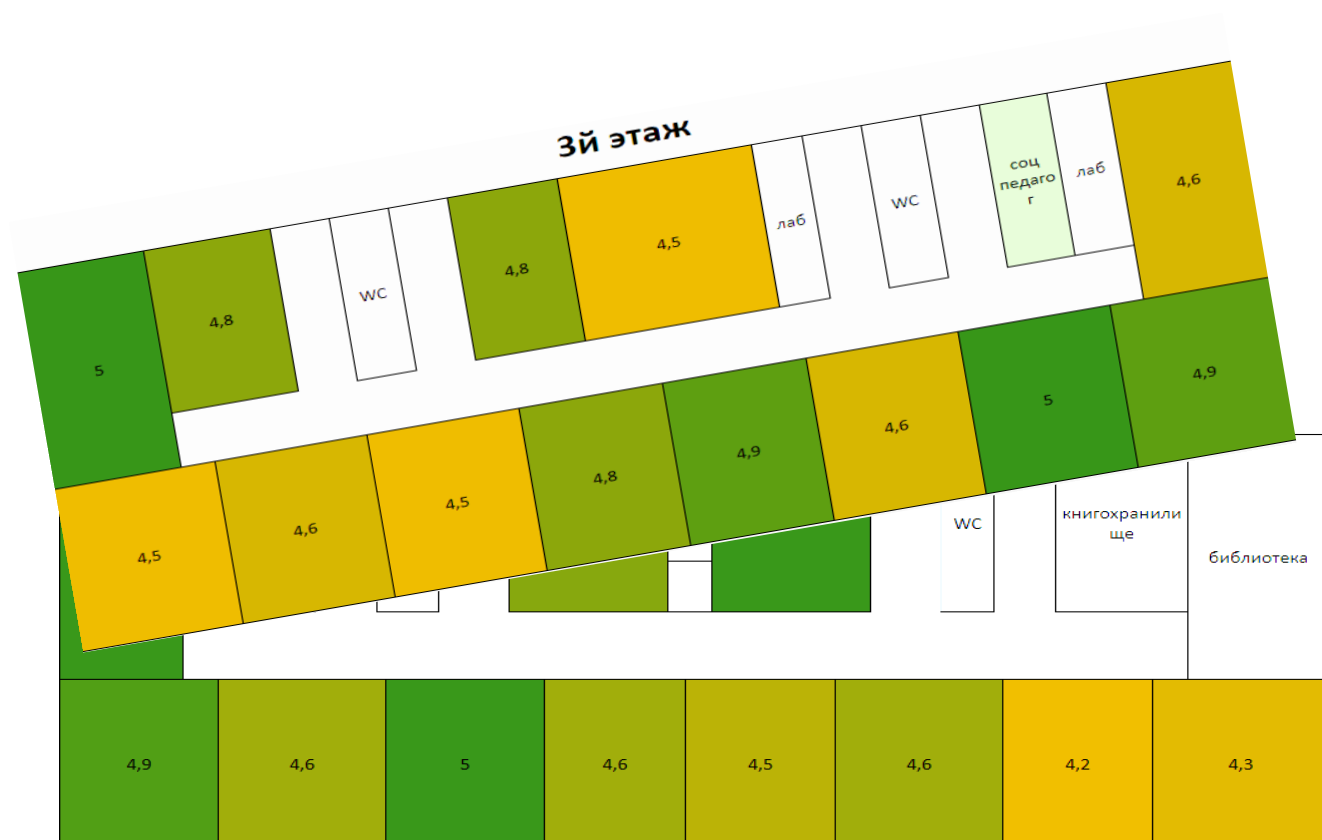 3й этаж
5
4,8
WC
4,8
4,5
лаб
WC
соц
педаго
г
лаб
4,6
4,5
4,6
4,5
4,8
4,9
4,6
5
4,9
WC
книгохранили
ще
библиотека
4,9
4,6
5
4,6
4,5
4,6
4,2
4,3